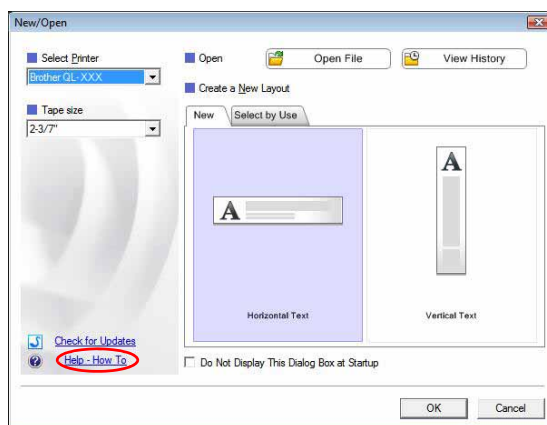 New/Open
Select Printer
Brother QL-XXX
Tape size
2-3/7"
Check for Updates
Help - How To
Open
Open File
View History
Create a New Layout
New
Select by Use
A
Horizontal Text
A
Vertical Text
Do Not Display This Dialog Box at Startup
OK
Cancel